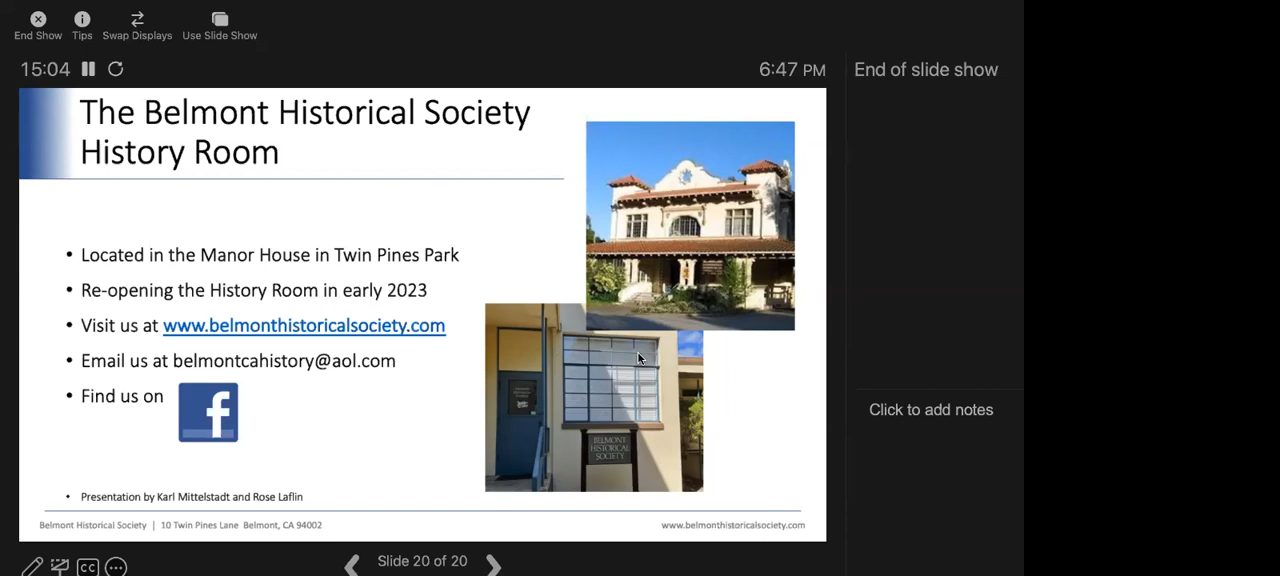 End Show
Tips
Swap Displays
Use Slide Show
15:04
6:47 PM
End of slide show
The Belmont Historical Society
History Room
• Located in the Manor House in Twin Pines Park
• Re-opening the History Room in early 2023
• Visit us at www.belmonthistoricalsociety.com
• Email us at belmontcahistory@aol.com
• Find us on
f
BELMONT
HISTORICAL
SOCIETY
Click to add notes
• Presentation by Karl Mittelstadt and Rose Laflin
Belmont Historical Society | 10 Twin Pines Lane Belmont, CA 94002
www.belmonthistoricalsociety.com
CC
Slide 20 of 20